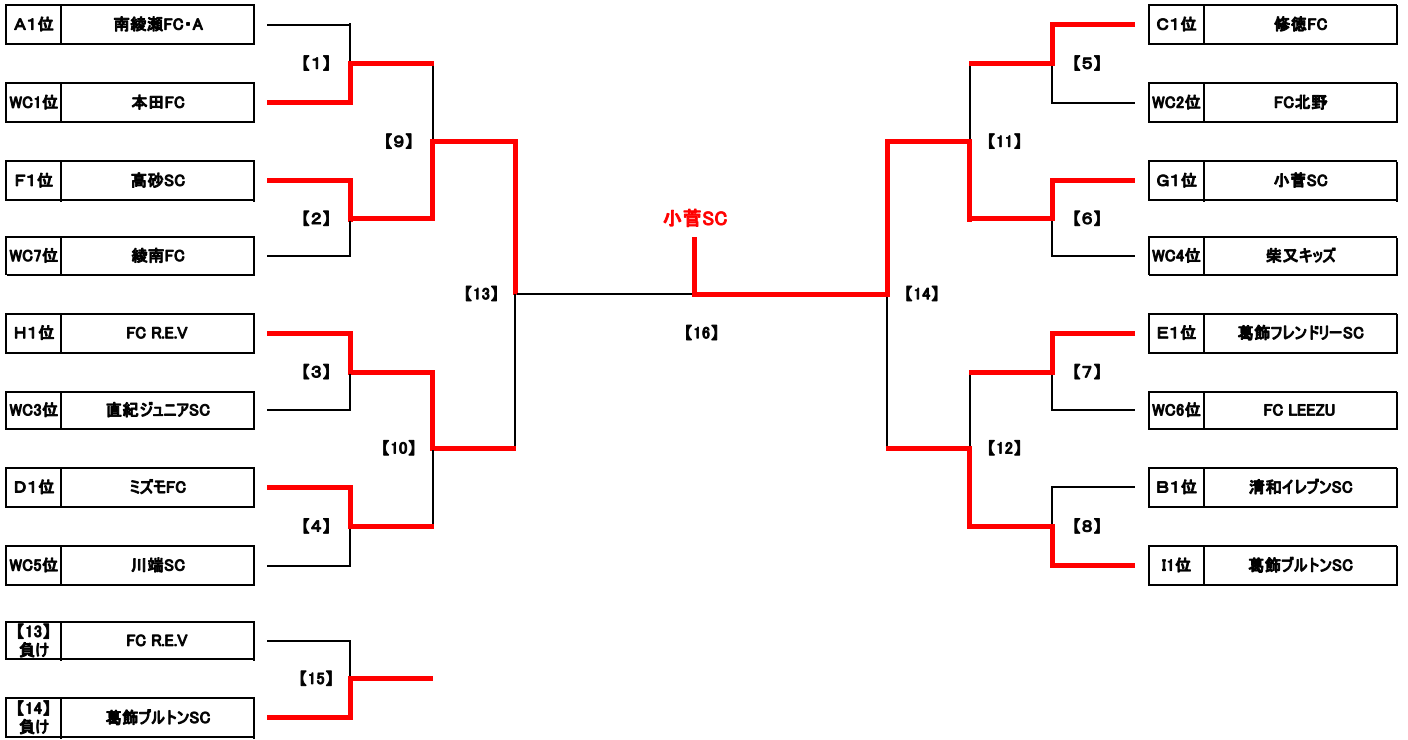 A1位 南綾瀬FC・A
【1】
WC1位 本田FC
【9】
F1位 高砂SC
【2】
WC7位 綾南FC
【13】
H1位 FC R.E.V
【3】
WC3位 直紀ジュニアSC
【10】
D1位 ミズモFC
【4】
WC5位 川端SC
【13】負け FC R.E.V
【15】
【14】負け 葛飾ブルトンSC
小菅SC
【16】
C1位 修徳FC
【5】
WC2位 FC北野
【11】
G1位 小菅SC
【6】
WC4位 柴又キッズ
【14】
E1位 葛飾フレンドリーSC
【7】
WC6位 FC LEEZU
【12】
B1位 清和イレブンSC
【8】
I1位 葛飾ブルトンSC